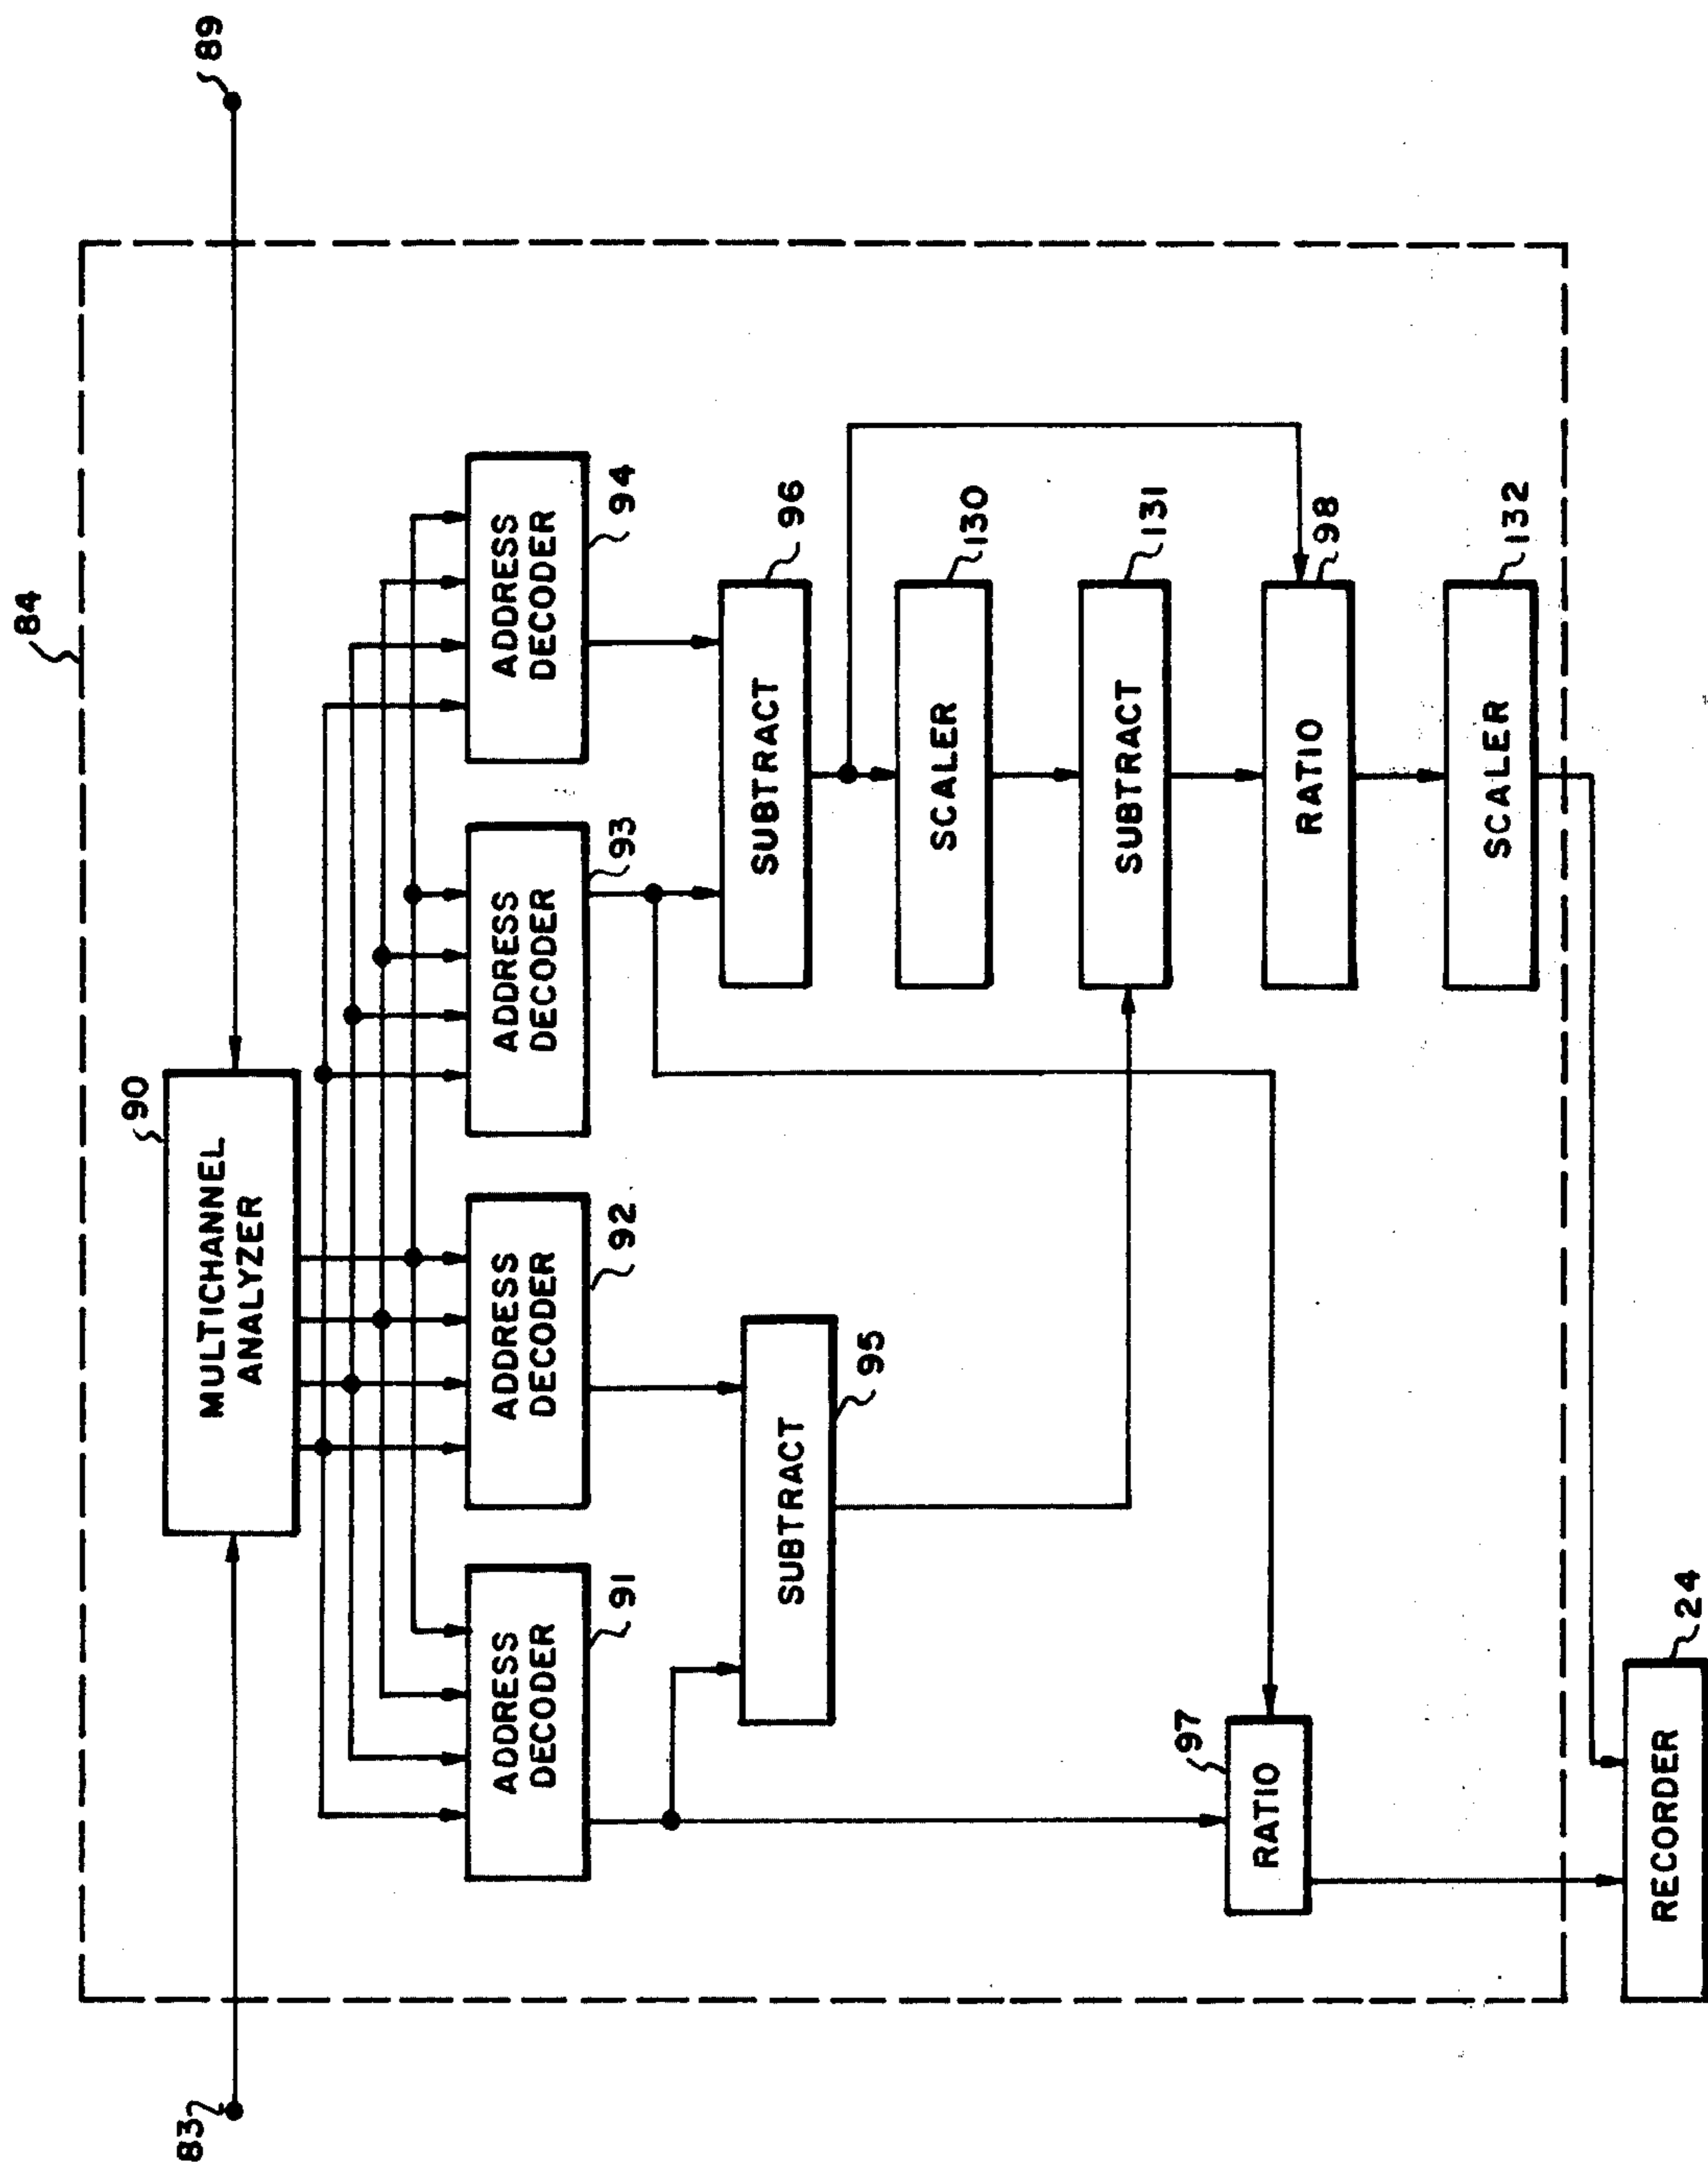 84
83
89
90
MULTICHANNEL
ANALYZER
ADDRESS
DECODER
91
ADDRESS
DECODER
92
ADDRESS
DECODER
93
ADDRESS
DECODER
94
SUBTRACT
95
SUBTRACT
96
SCALER
130
SUBTRACT
131
97
RATIO
RATIO
98
SCALER
132
RECORDER
24